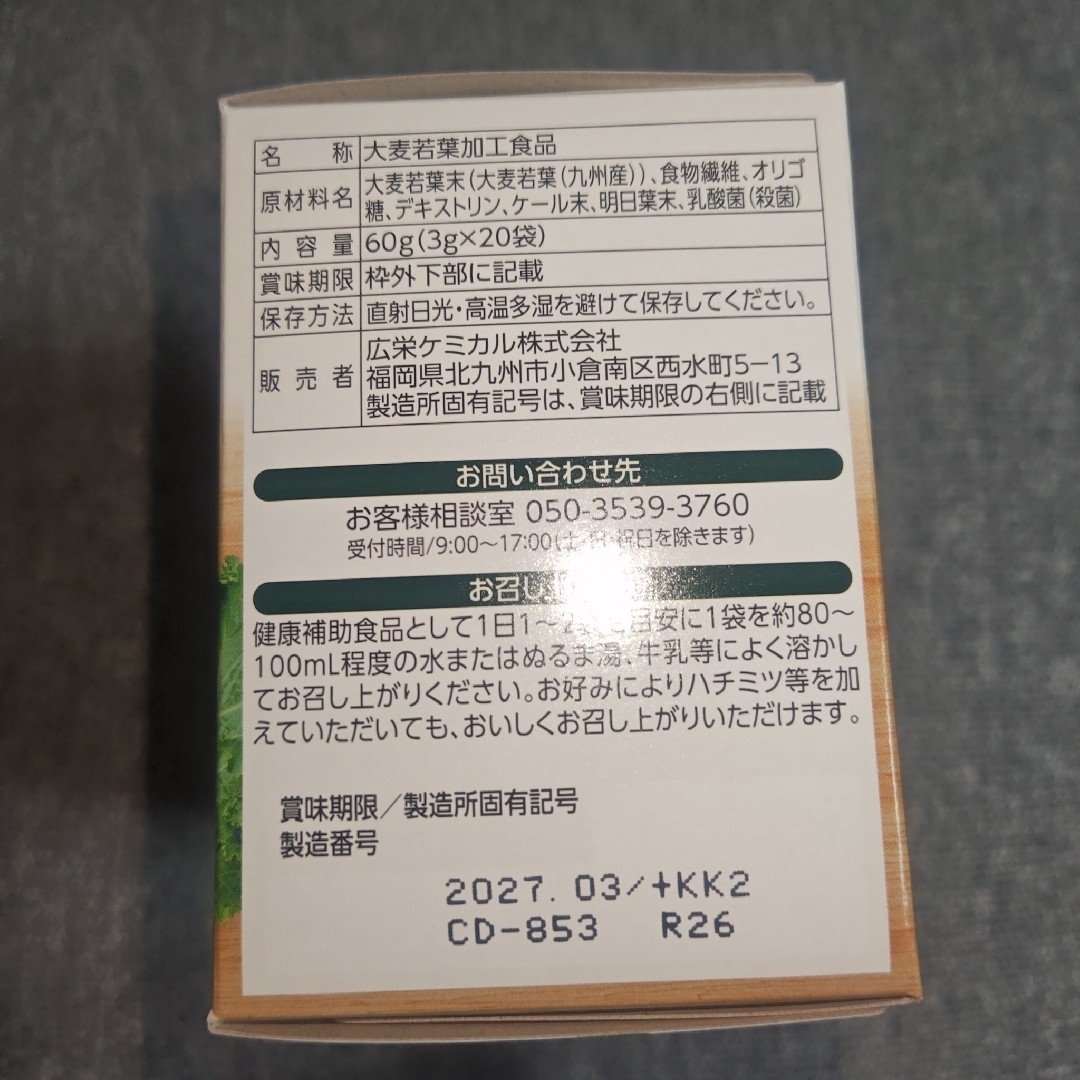 名称 大麦若葉加工食品
原材料名 大麦若葉末(大麦若葉(九州産))、食物繊維、オリゴ
糖、デキストリン、ケール末、明日葉末、乳酸菌(殺菌)
内容量 60g(3g×20袋)
賞味期限 枠外下部に記載
保存方法 直射日光・高温多湿を避けて保存してください。
販売者 広栄ケミカル株式会社
福岡県北九州市小倉南区西水町5−13
製造所固有記号は、賞味期限の右側に記載
お問い合わせ先
お客様相談室 050-3539-3760
受付時間/9:00〜17:00(土・日・祝日を除きます)
お召し
健康補助食品として1日1〜2 目安に1袋を約80〜
100mL程度の水またはぬるま湯、牛乳等によく溶かし
てお召し上がりください。お好みによりハチミツ等を加
えていただいても、おいしくお召し上がりいただけます。
賞味期限/製造所固有記号
製造番号
2027.03/+KK2
CD-853 R26